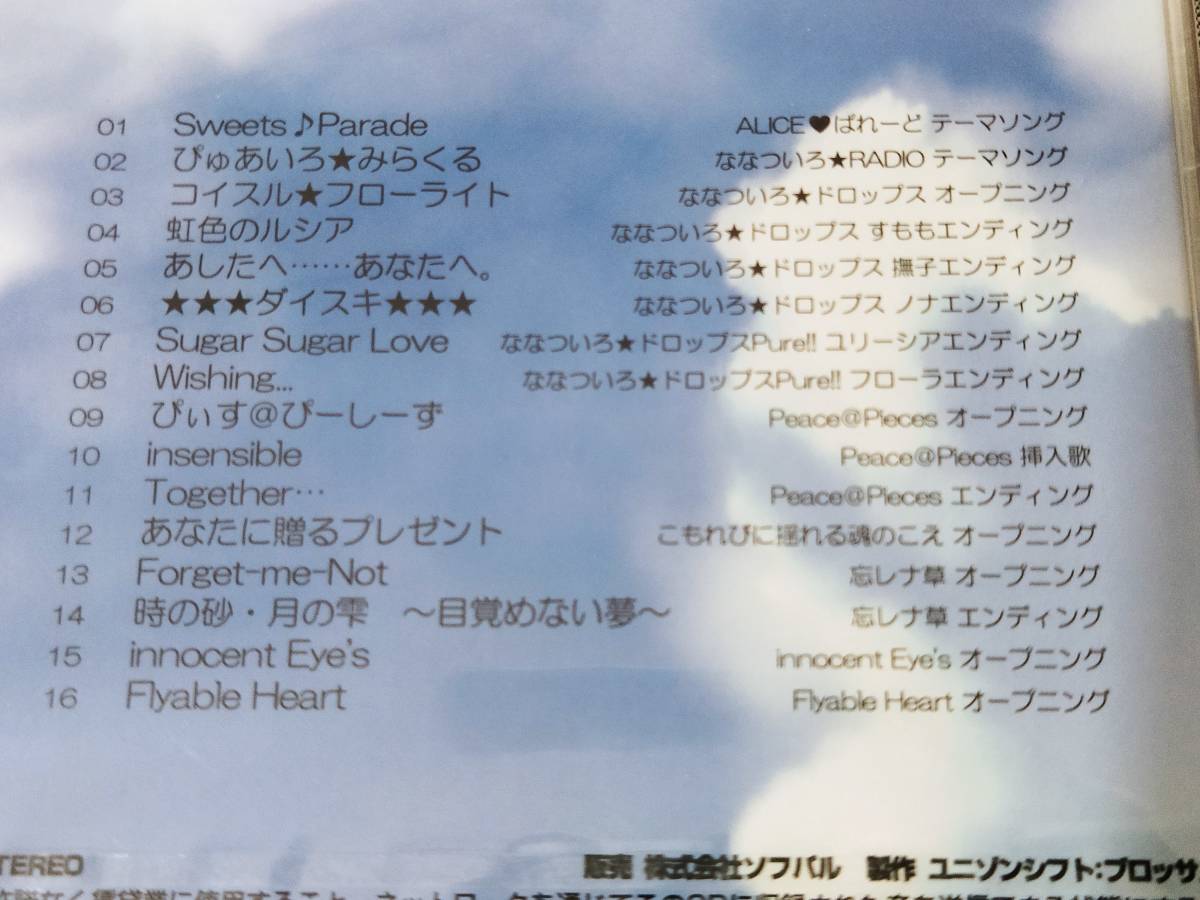 01 Sweets♪Parade ALICE♥ぱれーど テーマソング
02 ぴゅあいろ★みらくる ななついろ★RADIO テーマソング
03 コイスル★フローライト ななついろ★ドロップス オープニング
04 虹色のルシア ななついろ★ドロップス すももエンディング
05 あしたへ……あなたへ。 ななついろ★ドロップス 撫子エンディング
06 ★★★ダイスキ★★★ ななついろ★ドロップス ノナエンディング
07 Sugar Sugar Love ななついろ★ドロップスPure!! ユリーシアエンディング
08 Wishing... ななついろ★ドロップスPure!! フローラエンディング
09 ぴぃす@ぴーしーず Peace@Pieces オープニング
10 insensible Peace@Pieces 挿入歌
11 Together… Peace@Pieces エンディング
12 あなたに贈るプレゼント こもれびに揺れる魂のこえ オープニング
13 Forget-me-Not 忘レナ草 オープニング
14 時の砂・月の雫 〜目覚めない夢〜 忘レナ草 エンディング
15 innocent Eye's innocent Eye's オープニング
16 Flyable Heart Flyable Heart オープニング
TEREO 販売 株式会社ソフパル 製作 ユニゾンシフト:ブロッサ